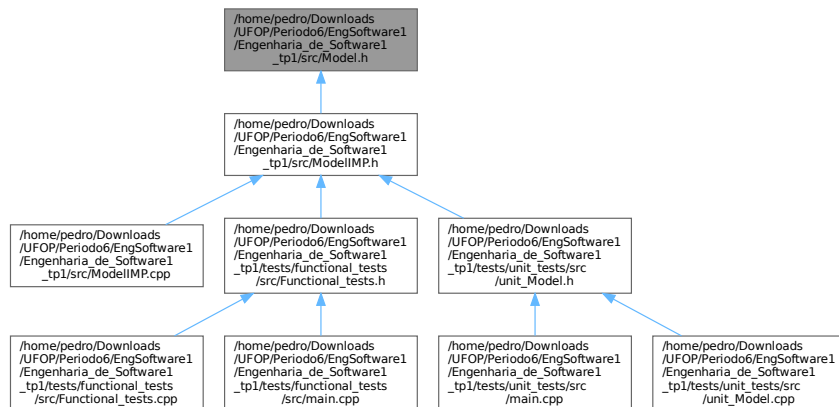 /home/pedro/Downloads
/UFOP/Periodo6/EngSoftware1
/Engenharia_de_Software1
_tp1/src/Model.h
/home/pedro/Downloads
/UFOP/Periodo6/EngSoftware1
/Engenharia_de_Software1
_tp1/src/ModelIMP.h
/home/pedro/Downloads
/UFOP/Periodo6/EngSoftware1
/Engenharia_de_Software1
_tp1/src/ModelIMP.cpp
/home/pedro/Downloads
/UFOP/Periodo6/EngSoftware1
/Engenharia_de_Software1
_tp1/tests/functional_tests
/src/Functional_tests.h
/home/pedro/Downloads
/UFOP/Periodo6/EngSoftware1
/Engenharia_de_Software1
_tp1/tests/unit_tests/src
/unit_Model.h
/home/pedro/Downloads
/UFOP/Periodo6/EngSoftware1
/Engenharia_de_Software1
_tp1/tests/functional_tests
/src/Functional_tests.cpp
/home/pedro/Downloads
/UFOP/Periodo6/EngSoftware1
/Engenharia_de_Software1
_tp1/tests/functional_tests
/src/main.cpp
/home/pedro/Downloads
/UFOP/Periodo6/EngSoftware1
/Engenharia_de_Software1
_tp1/tests/unit_tests/src
/main.cpp
/home/pedro/Downloads
/UFOP/Periodo6/EngSoftware1
/Engenharia_de_Software1
_tp1/tests/unit_tests/src
/unit_Model.cpp